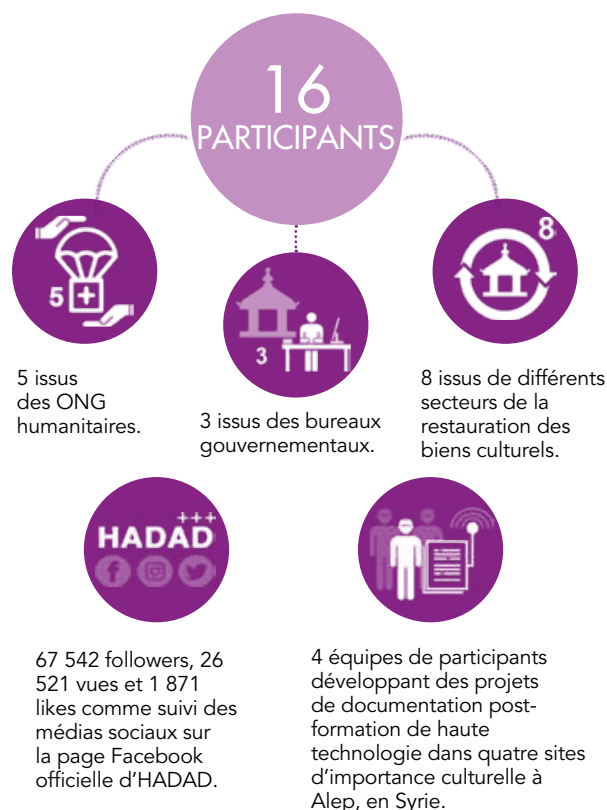 16
PARTICIPANTS
5
5 issus
des ONG
humanitaires.
3
3 issus des bureaux
gouvernementaux.
8
8 issus de différents
secteurs de la
restauration des
biens culturels.
+++
HADAD
67 542 followers, 26
521 vues et 1 871
likes comme suivi des
médias sociaux sur
la page Facebook
officielle d’HADAD.
4 équipes de participants
développant des projets
de documentation post-
formation de haute
technologie dans quatre sites
d’importance culturelle à
Alep, en Syrie.